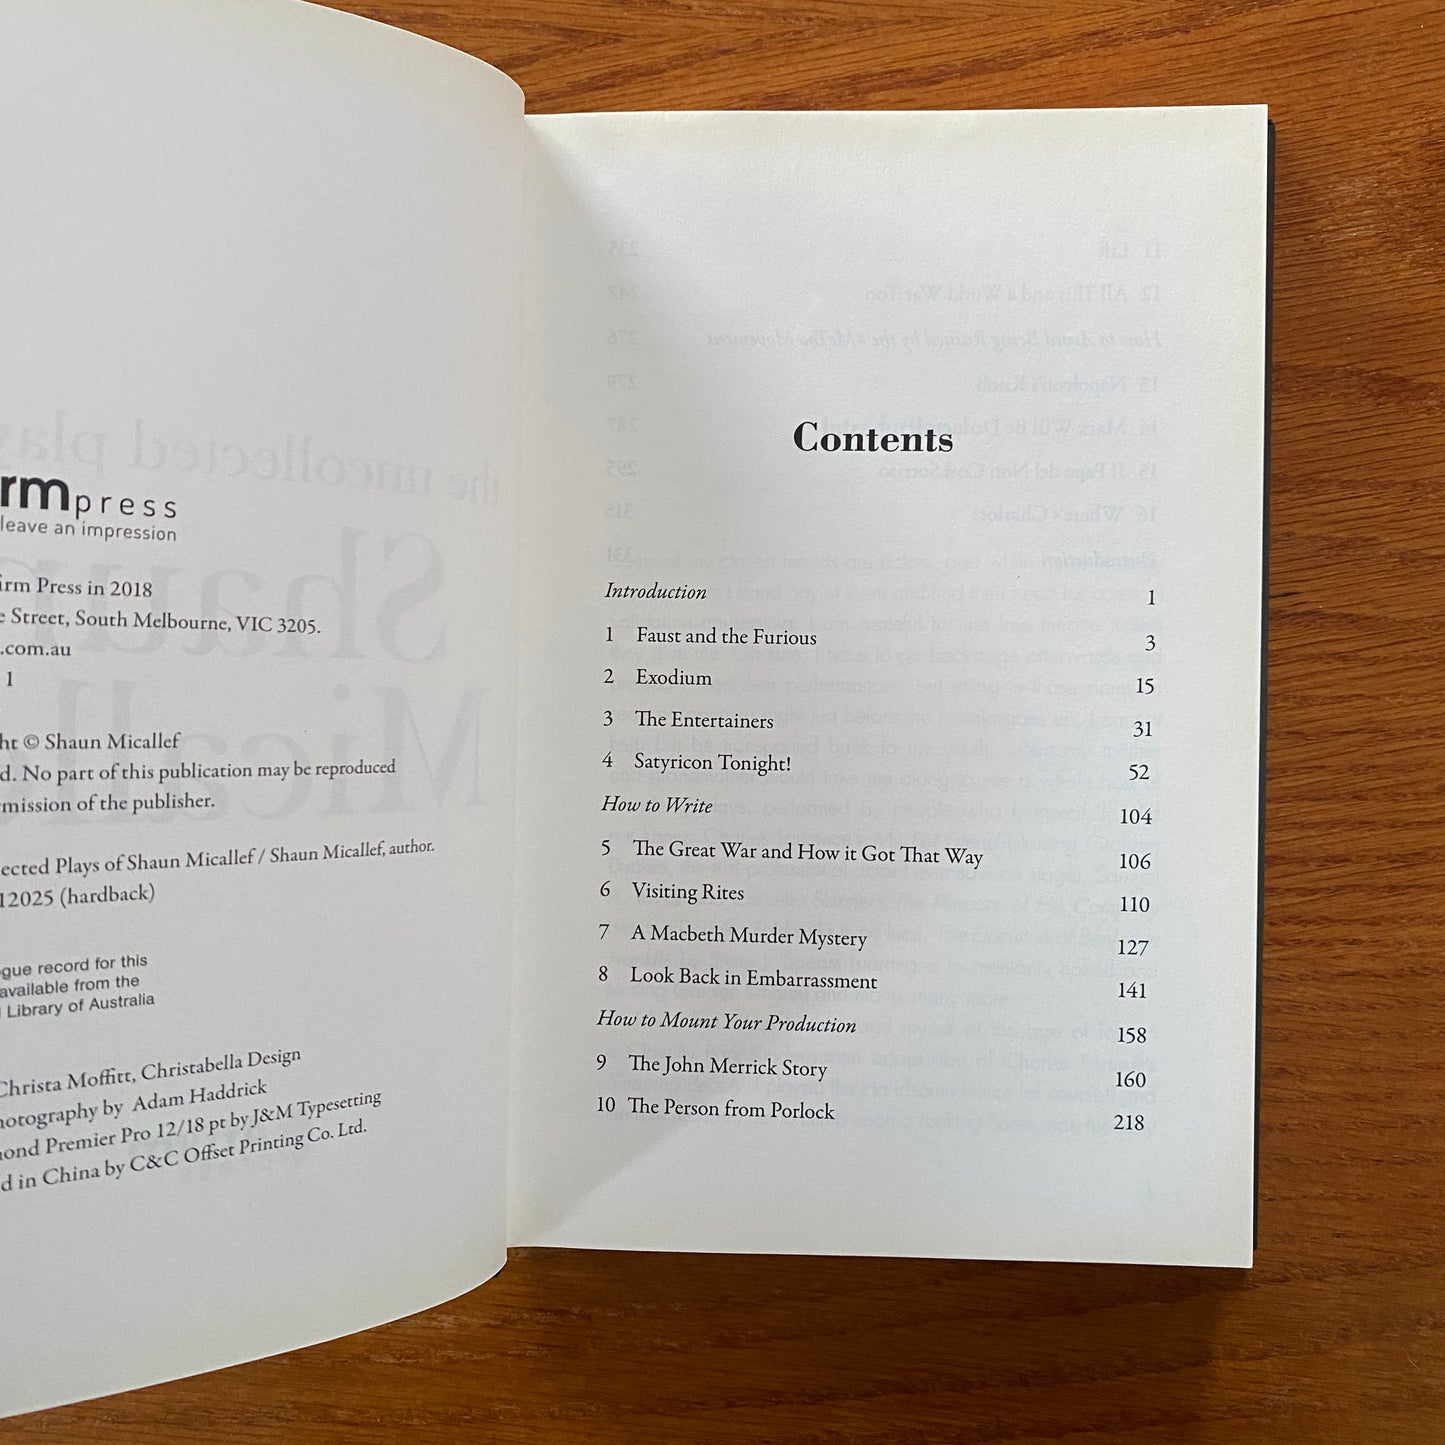 rm press
leave an impression
irm Press in 2018
e Street, South Melbourne, VIC 3205.
.com.au
1
ht © Shaun Micallef
d. No part of this publication may be reproduced
rmission of the publisher.
ected Plays of Shaun Micallef / Shaun Micallef, author.
12025 (hardback)
gue record for this
available from the
Library of Australia
Christa Moffitt, Christabella Design
hotography by Adam Haddrick
mond Premier Pro 12/18 pt by J&M Typesetting
d in China by C&C Offset Printing Co. Ltd.
Contents
Introduction 1
1 Faust and the Furious 3
2 Exodium 15
3 The Entertainers 31
4 Satyricon Tonight! 52
How to Write 104
5 The Great War and How it Got That Way 106
6 Visiting Rites 110
7 A Macbeth Murder Mystery 127
8 Look Back in Embarrassment 141
How to Mount Your Production 158
9 The John Merrick Story 160
10 The Person from Porlock 218